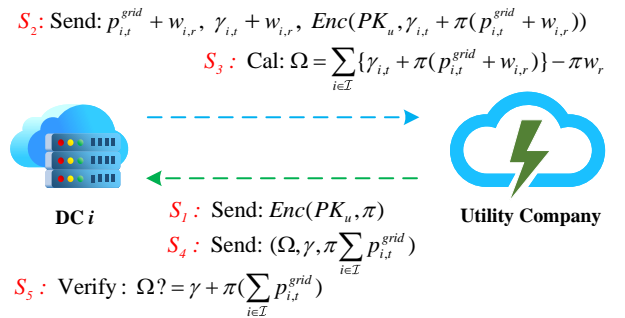 S₂: Send: p_{i,t}^{grid} + w_{i,r}, γ_{i,t} + w_{i,r}, Enc(PK_u, γ_{i,t} + π(p_{i,t}^{grid} + w_{i,r}))
S₃: Cal: Ω = ∑_{i∈ℐ}{γ_{i,t} + π(p_{i,t}^{grid} + w_{i,r})} − πw_r
DC i
Utility Company
S₁: Send: Enc(PK_u, π)
S₄: Send: (Ω, γ, π∑_{i∈ℐ} p_{i,t}^{grid})
S₅: Verify: Ω ?= γ + π(∑_{i∈ℐ} p_{i,t}^{grid})